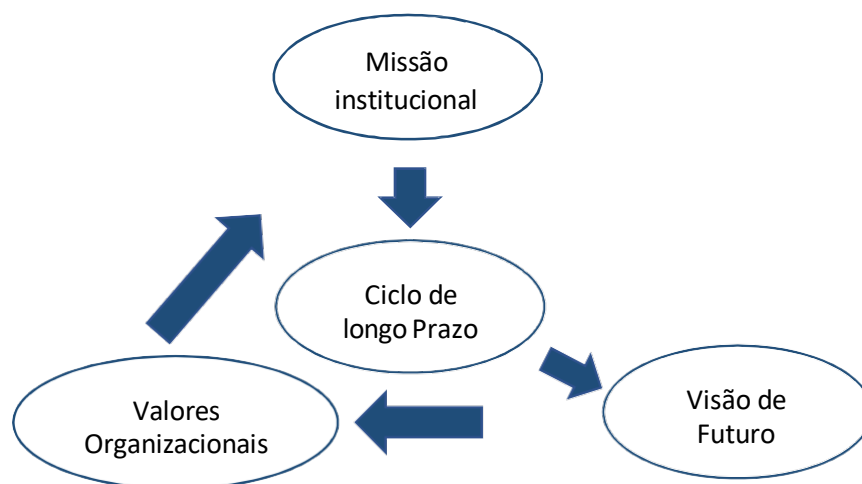 Missão
institucional
Ciclo de
longo Prazo
Valores
Organizacionais
Visão de
Futuro